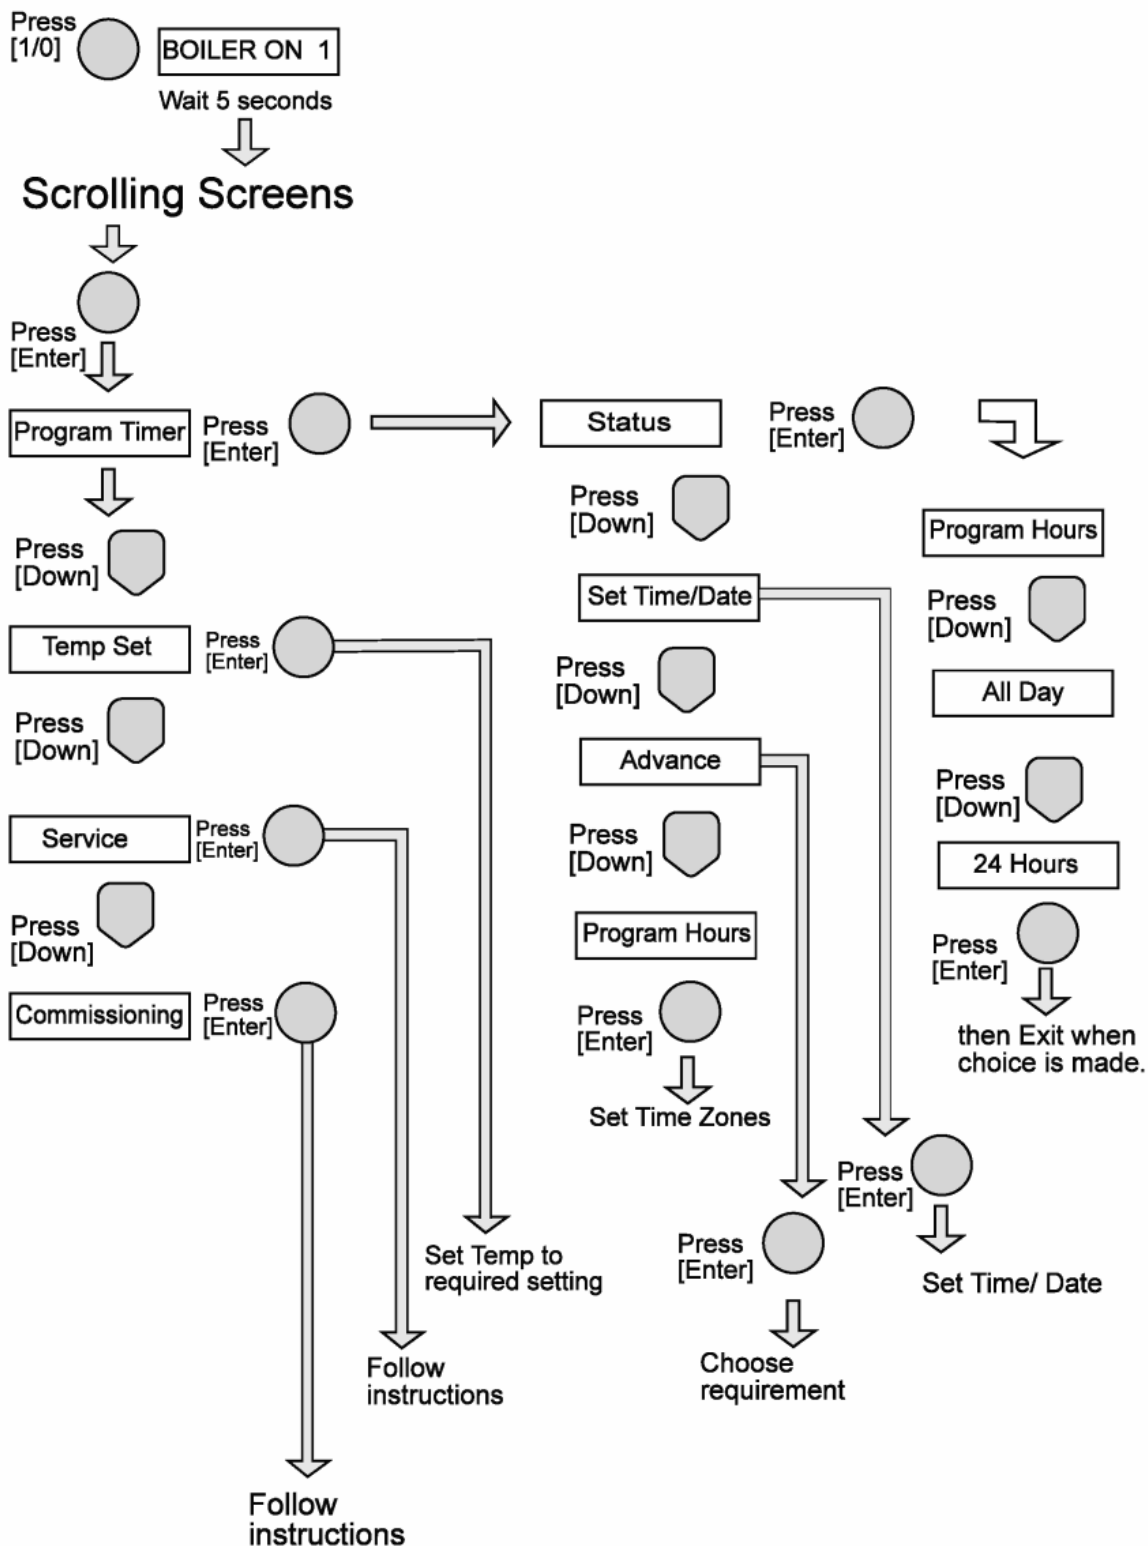 Press
[1/0]
BOILER ON 1
Wait 5 seconds
Scrolling Screens
Press
[Enter]
Program Timer
Press
[Enter]
Press
[Down]
Temp Set
Press
[Enter]
Press
[Down]
Service
Press
[Enter]
Press
[Down]
Commissioning
Press
[Enter]
Follow
instructions
Follow
instructions
Set Temp to
required setting
Status
Press
[Enter]
Press
[Down]
Set Time/Date
Press
[Down]
Advance
Press
[Down]
Program Hours
Press
[Enter]
Set Time Zones
Press
[Enter]
Choose
requirement
Press
[Enter]
Set Time/ Date
Program Hours
Press
[Down]
All Day
Press
[Down]
24 Hours
Press
[Enter]
then Exit when
choice is made.